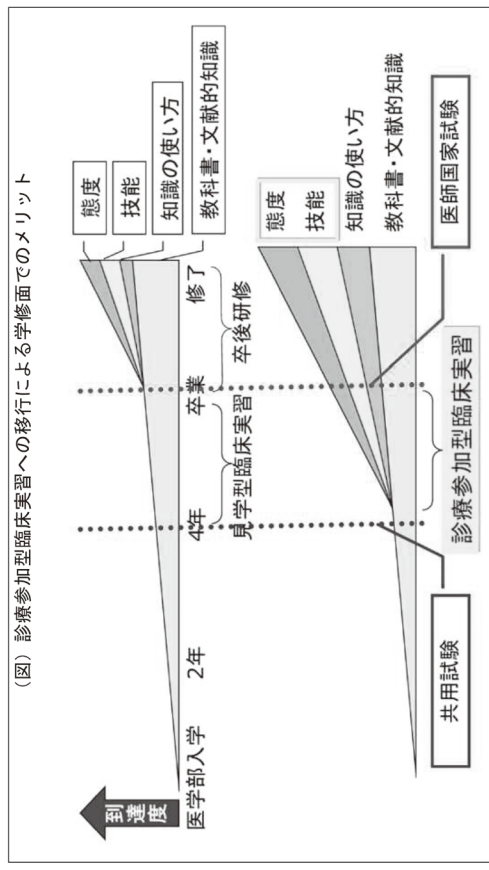 （図）診療参加型臨床実習への移行による学修面でのメリット
到達度
態度
技能
知識の使い方
教科書・文献的知識
医学部入学
2年
4年
卒業
修了
見学型臨床実習
卒後研修
態度
技能
知識の使い方
教科書・文献的知識
共用試験
診療参加型臨床実習
医師国家試験